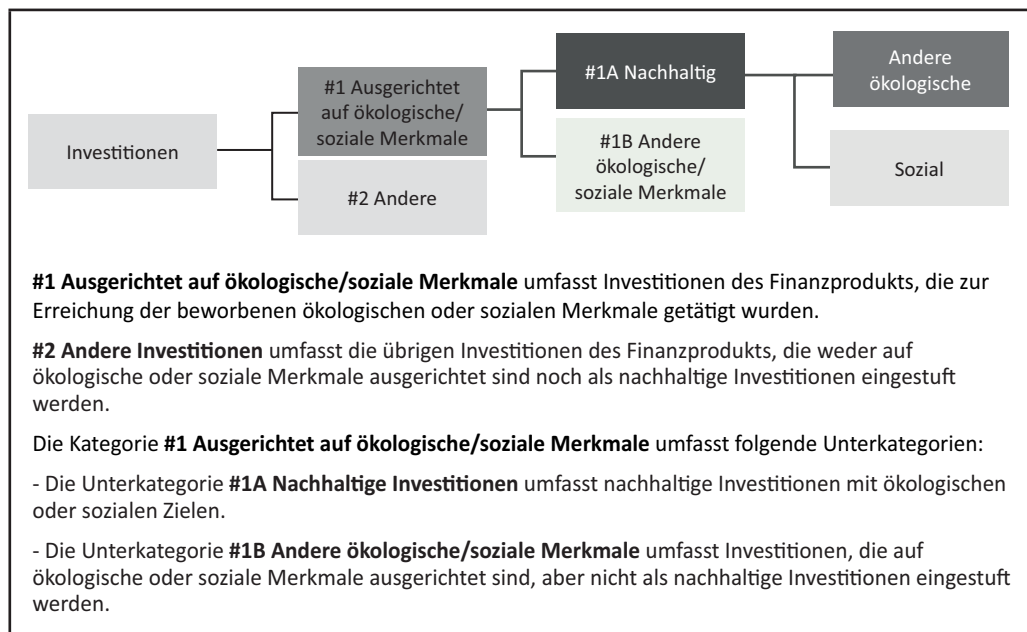 Investitionen
#1 Ausgerichtet
auf ökologische/
soziale Merkmale
#2 Andere
#1A Nachhaltig
#1B Andere
ökologische/
soziale Merkmale
Andere
ökologische
Sozial
#1 Ausgerichtet auf ökologische/soziale Merkmale umfasst Investitionen des Finanzprodukts, die zur
Erreichung der beworbenen ökologischen oder sozialen Merkmale getätigt wurden.
#2 Andere Investitionen umfasst die übrigen Investitionen des Finanzprodukts, die weder auf
ökologische oder soziale Merkmale ausgerichtet sind noch als nachhaltige Investitionen eingestuft
werden.
Die Kategorie #1 Ausgerichtet auf ökologische/soziale Merkmale umfasst folgende Unterkategorien:
- Die Unterkategorie #1A Nachhaltige Investitionen umfasst nachhaltige Investitionen mit ökologischen
oder sozialen Zielen.
- Die Unterkategorie #1B Andere ökologische/soziale Merkmale umfasst Investitionen, die auf
ökologische oder soziale Merkmale ausgerichtet sind, aber nicht als nachhaltige Investitionen eingestuft
werden.